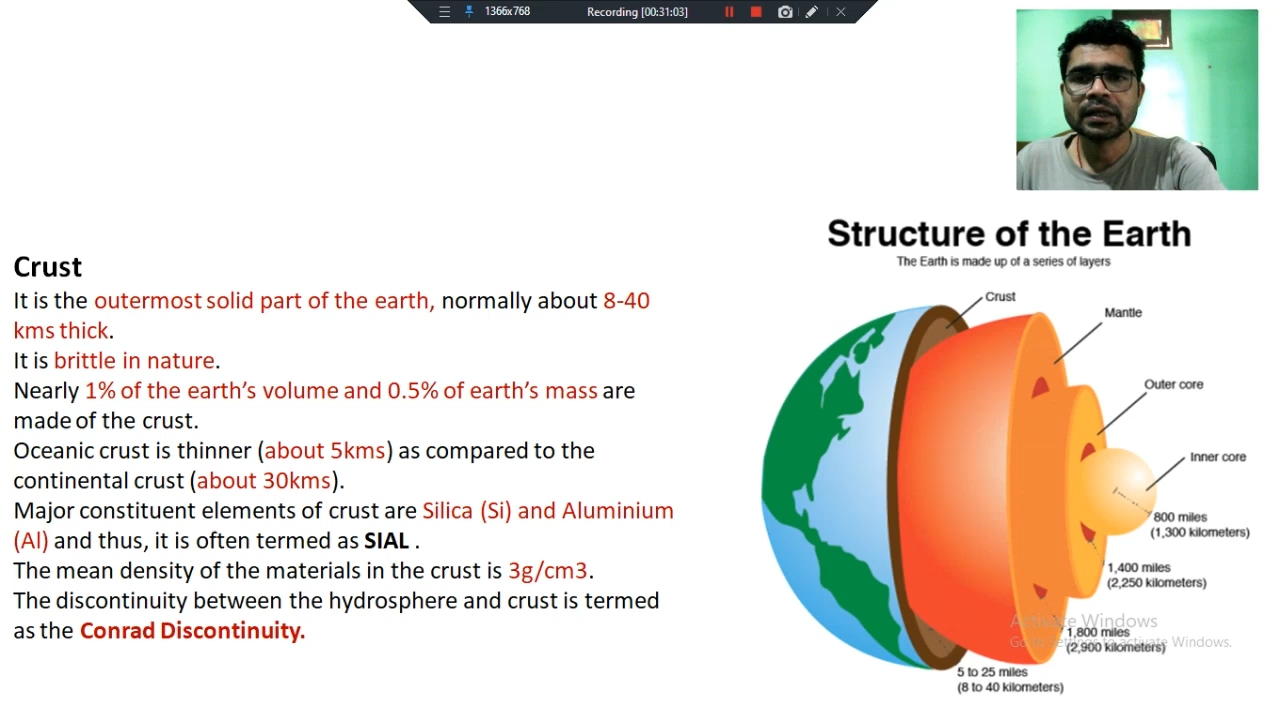 1366x768
Recording [00:31:03]
Crust
It is the outermost solid part of the earth, normally about 8-40
kms thick.
It is brittle in nature.
Nearly 1% of the earth’s volume and 0.5% of earth’s mass are
made of the crust.
Oceanic crust is thinner (about 5kms) as compared to the
continental crust (about 30kms).
Major constituent elements of crust are Silica (Si) and Aluminium
(Al) and thus, it is often termed as SIAL .
The mean density of the materials in the crust is 3g/cm3.
The discontinuity between the hydrosphere and crust is termed
as the Conrad Discontinuity.
Structure of the Earth
The Earth is made up of a series of layers
Crust
Mantle
Outer core
Inner core
800 miles
(1,300 kilometers)
1,400 miles
(2,250 kilometers)
Activate Windows
Go to Settings to activate Windows.
1,800 miles
(2,900 kilometers)
5 to 25 miles
(8 to 40 kilometers)